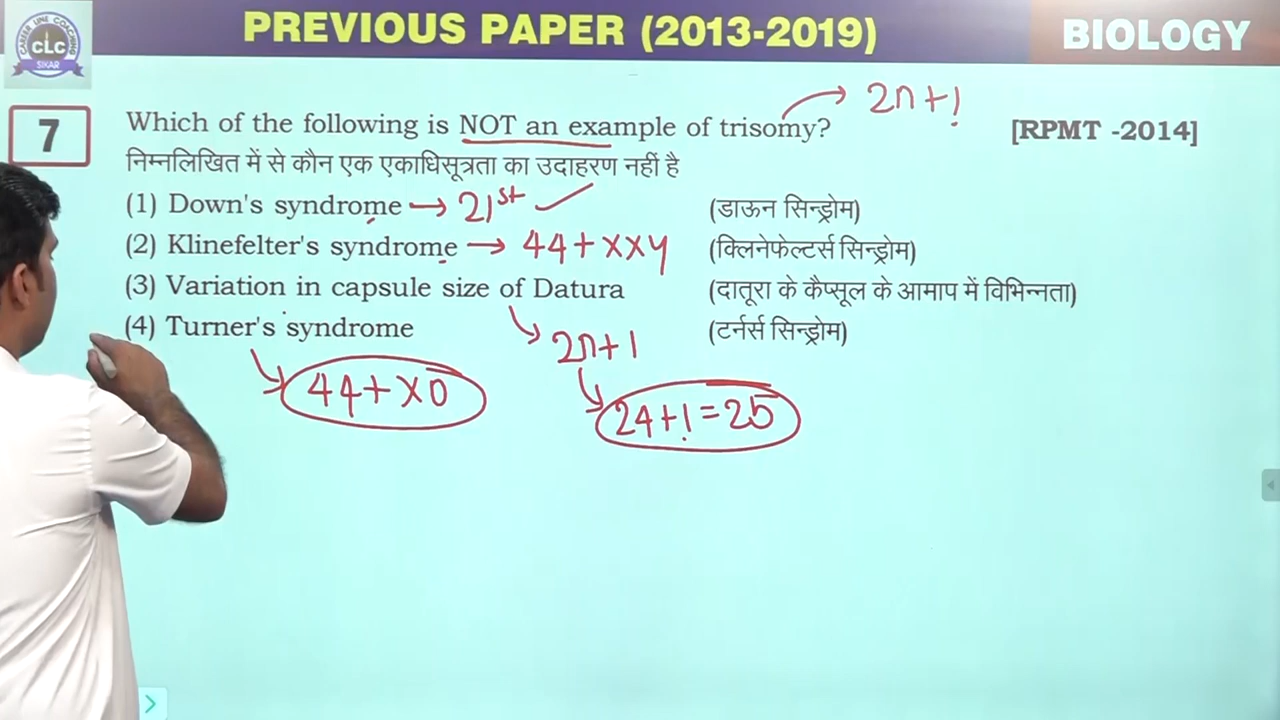 PREVIOUS PAPER (2013-2019)
BIOLOGY
CAREER LINE COACHING
CLC
SIKAR
7
Which of the following is NOT an example of trisomy? → 2n+1
[RPMT -2014]
निम्नलिखित में से कौन एक एकाधिसूत्रता का उदाहरण नहीं है
(1) Down's syndrome → 21st ✓ (डाऊन सिन्ड्रोम)
(2) Klinefelter's syndrome → 44+XXY (क्लिनेफेल्टर्स सिन्ड्रोम)
(3) Variation in capsule size of Datura (दातूरा के कैप्सूल के आमाप में विभिन्नता)
(4) Turner's syndrome (टर्नर्स सिन्ड्रोम)
2n+1
44+X0
24+1=25